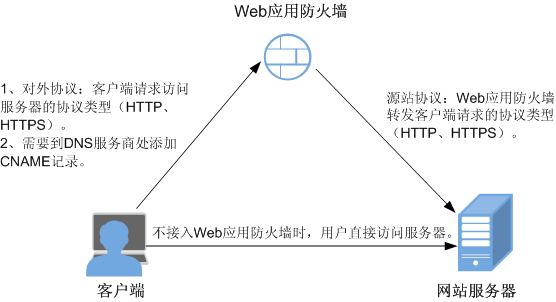 Web应用防火墙
1、对外协议：客户端请求访问
服务器的协议类型（HTTP、
HTTPS）。
2、需要到DNS服务商处添加
CNAME记录。
源站协议：Web应用防火墙
转发客户端请求的协议类型
（HTTP、HTTPS）。
不接入Web应用防火墙时，用户直接访问服务器。
客户端
网站服务器